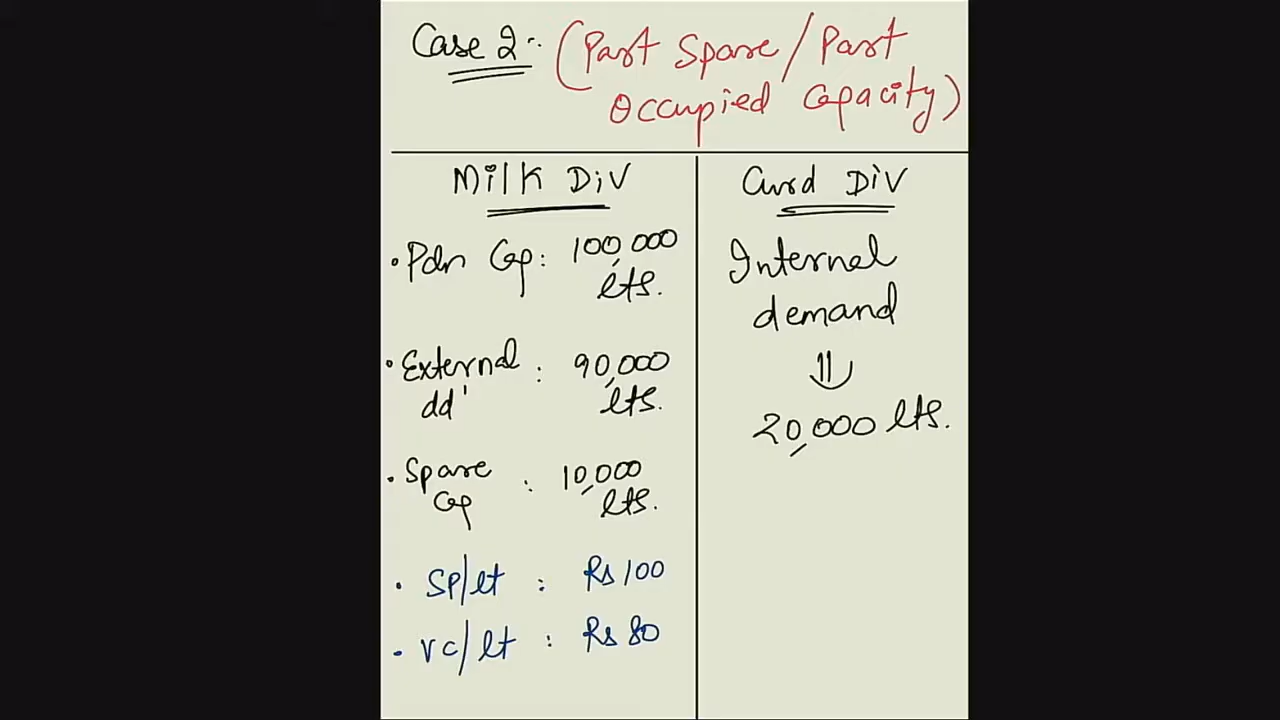 Case 2:- (Part Spare / Part
Occupied Capacity)
Milk Div
• Pdn Cap: 100,000
lts.
• External : 90,000
dd' lts.
• Spare : 10,000
Cap lts.
• SP/lt : Rs 100
• VC/lt : Rs 80
Curd Div
Internal
demand
⇓
20,000 lts.